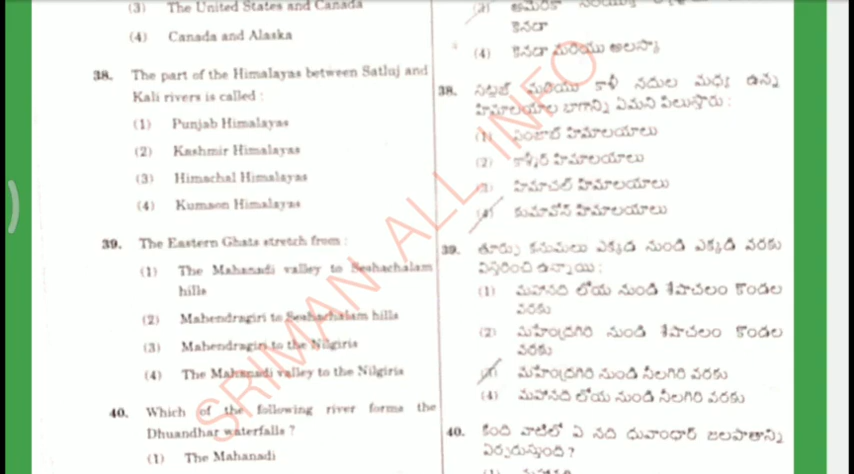 (3) The United States and Canada
(4) Canada and Alaska
38. The part of the Himalayas between Satluj and
Kali rivers is called :
(1) Punjab Himalayas
(2) Kashmir Himalayas
(3) Himachal Himalayas
(4) Kumaon Himalayas
39. The Eastern Ghats stretch from :
(1) The Mahanadi valley to Seshachalam
hills
(2) Mahendragiri to Seshachalam hills
(3) Mahendragiri to the Nilgiris
(4) The Mahanadi valley to the Nilgiris
40. Which of the following river forms the
Dhuandhar waterfalls ?
(1) The Mahanadi
(3) అమెరికా
కెనడా
(4) కెనడా మరియు అలస్కా
38. సట్లజ్ మరియు కాళీ నదుల మధ్య ఉన్న
హిమాలయాల భాగాన్ని ఏమని పిలుస్తారు :
(1) పంజాబ్ హిమాలయాలు
(2) కాశ్మీర్ హిమాలయాలు
(3) హిమాచల్ హిమాలయాలు
(4) కుమావోన్ హిమాలయాలు
39. తూర్పు కనుమలు ఎక్కడ నుండి ఎక్కడి వరకు
విస్తరించి ఉన్నాయి :
(1) మహానది లోయ నుండి శేషాచలం కొండల
వరకు
(2) మహేంద్రగిరి నుండి శేషాచలం కొండల
వరకు
(3) మహేంద్రగిరి నుండి నీలగిరి వరకు
(4) మహానది లోయ నుండి నీలగిరి వరకు
40. కింది వాటిలో ఏ నది ధువాంధార్ జలపాతాన్ని
ఏర్పరుస్తుంది ?
SRIMAN ALL INFO